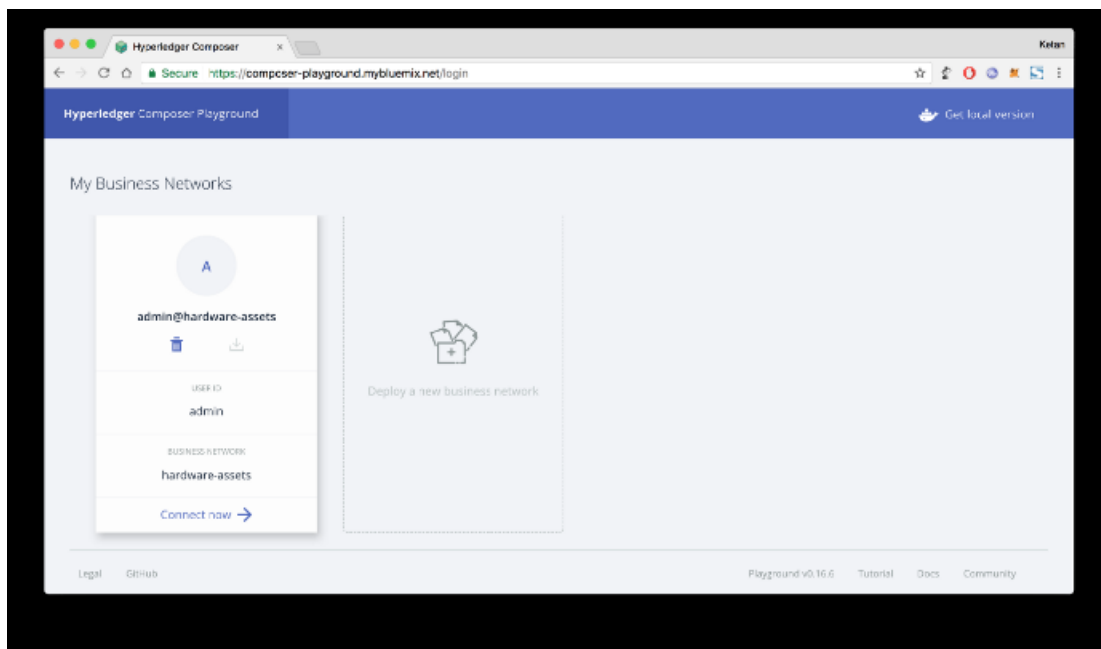 Hyperledger Composer
Ketan
Secure https://composer-playground.mybluemix.net/login
Hyperledger Composer Playground
Get local version
My Business Networks
A
admin@hardware-assets
USER ID
admin
BUSINESS NETWORK
hardware-assets
Connect now
Deploy a new business network
Legal GitHub Playground v0.16.6 Tutorial Docs Community